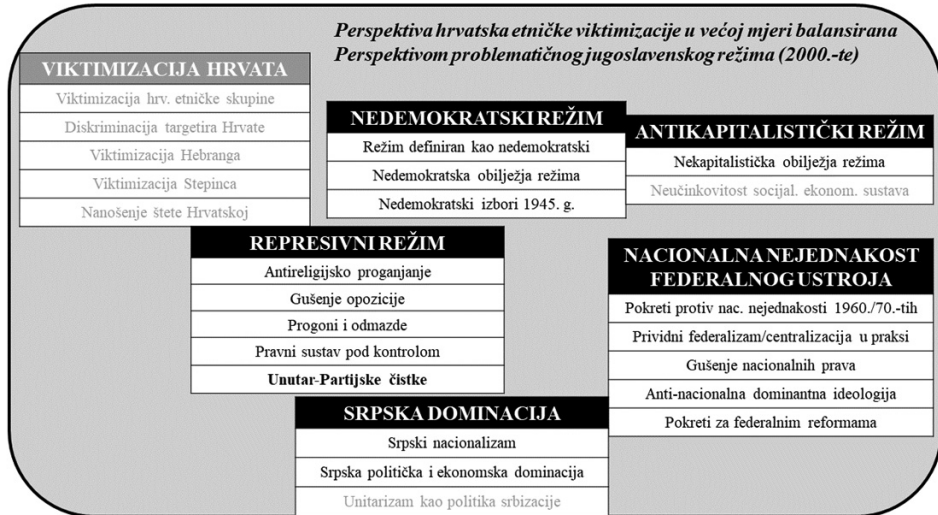 Perspektiva hrvatska etničke viktimizacije u većoj mjeri balansirana
Perspektivom problematičnog jugoslavenskog režima (2000.-te)
VIKTIMIZACIJA HRVATA
Viktimizacija hrv. etničke skupine
Diskriminacija targetira Hrvate
Viktimizacija Hebranga
Viktimizacija Stepinca
Nanošenje štete Hrvatskoj
NEDEMOKRATSKI REŽIM
Režim definiran kao nedemokratski
Nedemokratska obilježja režima
Nedemokratski izbori 1945. g.
ANTIKAPITALISTIČKI REŽIM
Nekapitalistička obilježja režima
Neučinkovitost socijal. ekonom. sustava
REPRESIVNI REŽIM
Antireligijsko proganjanje
Gušenje opozicije
Progoni i odmazde
Pravni sustav pod kontrolom
Unutar-Partijske čistke
NACIONALNA NEJEDNAKOST
FEDERALNOG USTROJA
Pokreti protiv nac. nejednakosti 1960./70.-tih
Prividni federalizam/centralizacija u praksi
Gušenje nacionalnih prava
Anti-nacionalna dominantna ideologija
Pokreti za federalnim reformama
SRPSKA DOMINACIJA
Srpski nacionalizam
Srpska politička i ekonomska dominacija
Unitarizam kao politika srbizacije